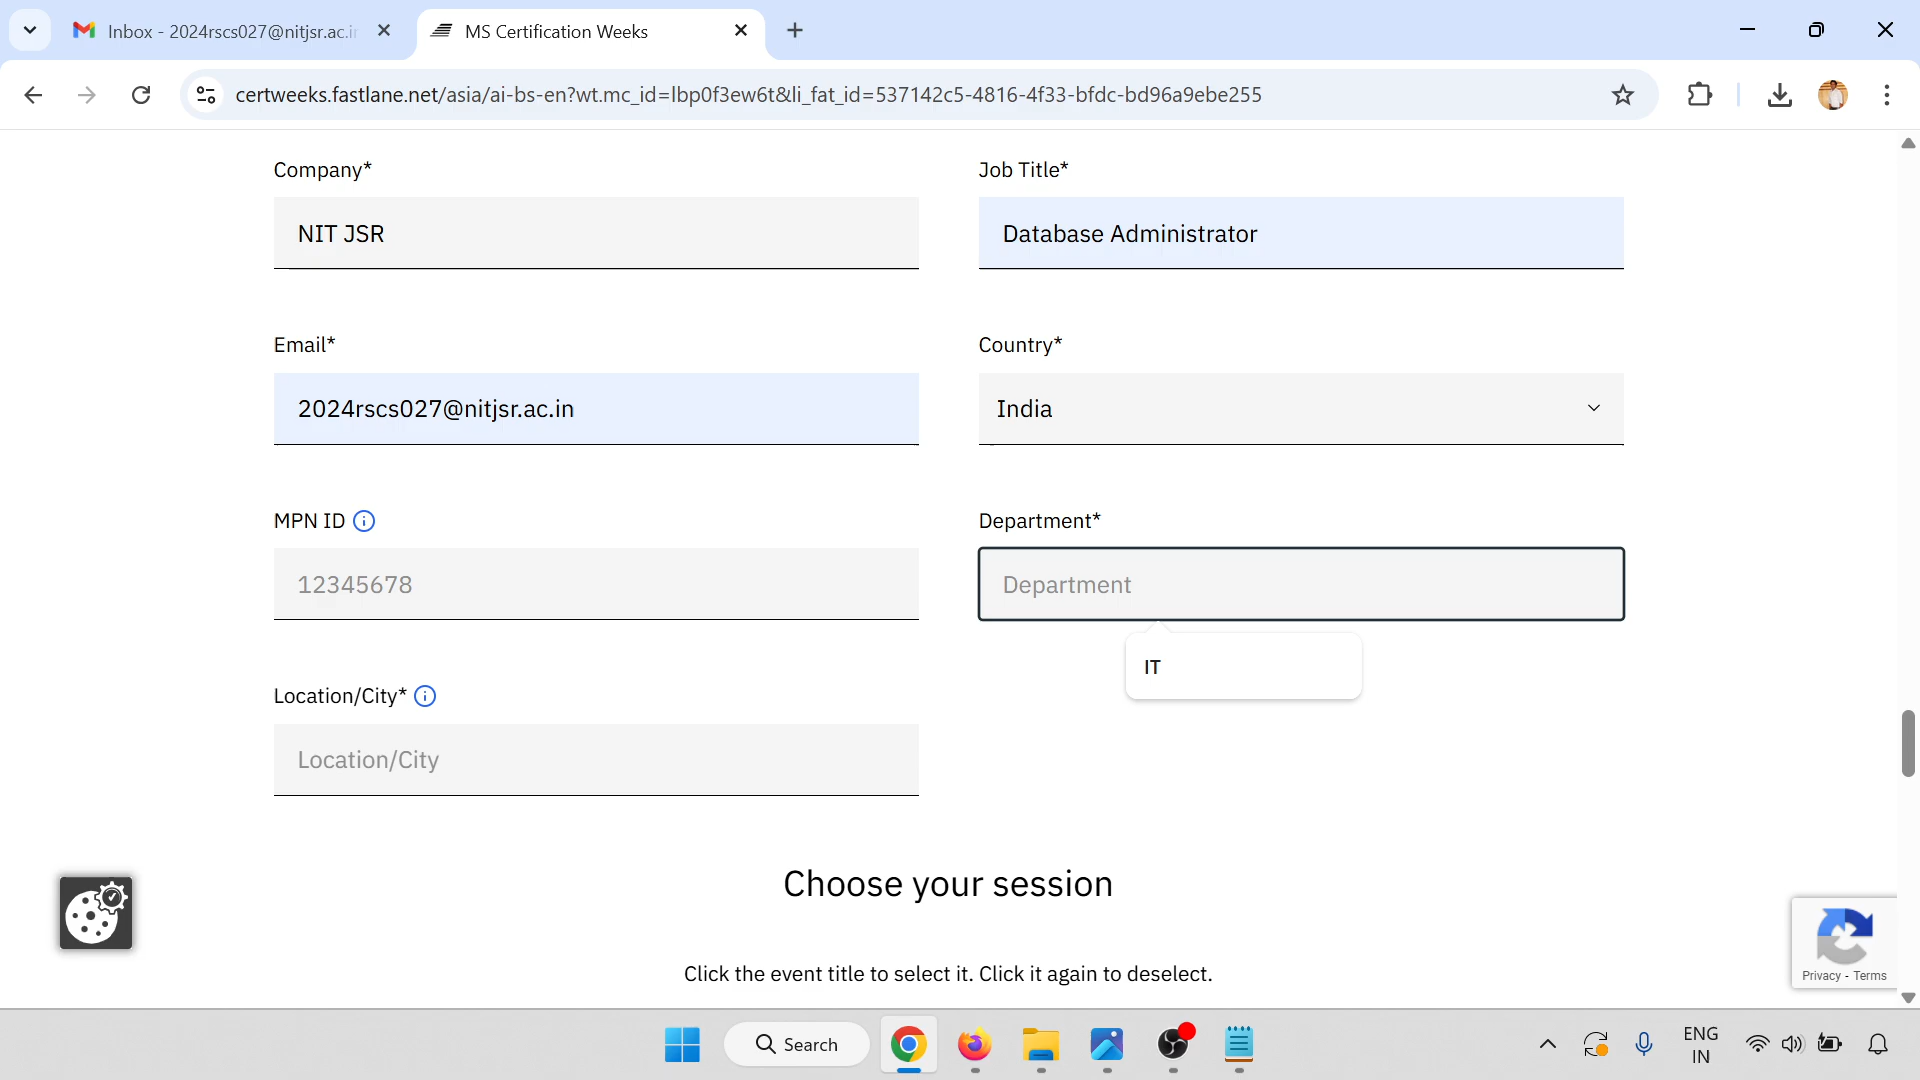 Inbox - 2024rscs027@nitjsr.ac.in
MS Certification Weeks
certweeks.fastlane.net/asia/ai-bs-en?wt.mc_id=lbp0f3ew6t&li_fat_id=537142c5-4816-4f33-bfdc-bd96a9ebe255
Company*
Job Title*
NIT JSR
Database Administrator
Email*
Country*
2024rscs027@nitjsr.ac.in
India
MPN ID
Department*
12345678
Department
IT
Location/City*
Location/City
Choose your session
Click the event title to select it. Click it again to deselect.
Privacy - Terms
Search
ENG
IN